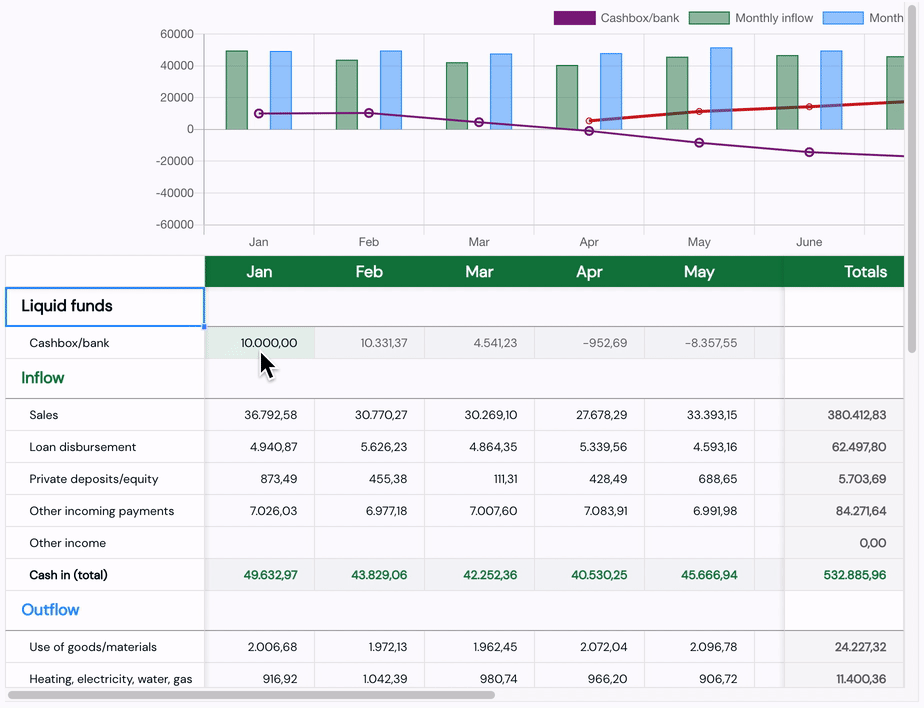 Cashbox/bank Monthly inflow Month
60000
40000
20000
0
-20000
-40000
-60000
Jan Feb Mar Apr May June
Jan Feb Mar Apr May Totals
Liquid funds
Cashbox/bank 10.000,00 10.331,37 4.541,23 -952,69 -8.357,55
Inflow
Sales 36.792,58 30.770,27 30.269,10 27.678,29 33.393,15 380.412,83
Loan disbursement 4.940,87 5.626,23 4.864,35 5.339,56 4.593,16 62.497,80
Private deposits/equity 873,49 455,38 111,31 428,49 688,65 5.703,69
Other incoming payments 7.026,03 6.977,18 7.007,60 7.083,91 6.991,98 84.271,64
Other income 0,00
Cash in (total) 49.632,97 43.829,06 42.252,36 40.530,25 45.666,94 532.885,96
Outflow
Use of goods/materials 2.006,68 1.972,13 1.962,45 2.072,04 2.096,78 24.227,32
Heating, electricity, water, gas 916,92 1.042,39 980,74 966,20 906,72 11.400,36